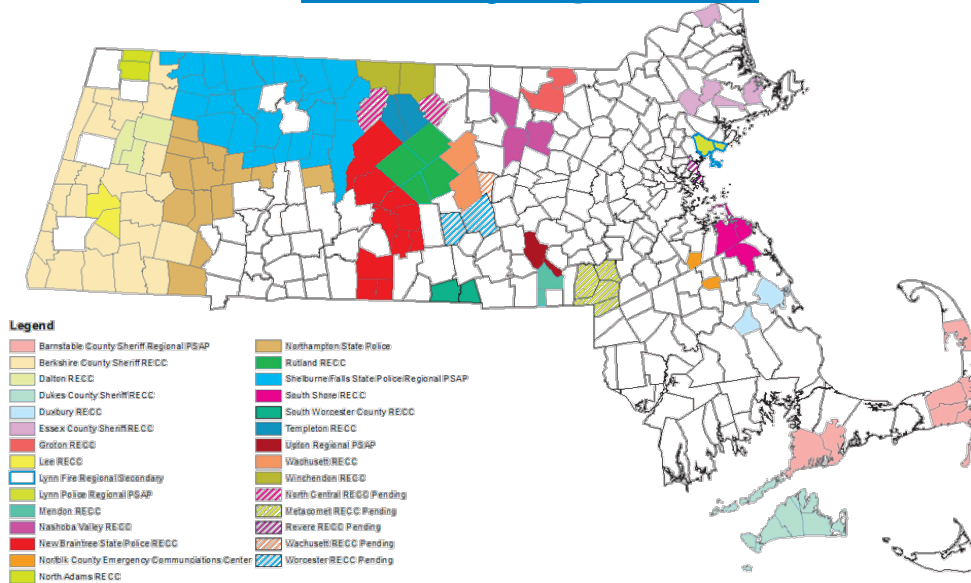 Legend
Barnstable County Sheriff Regional PSAP
Berkshire County Sheriff RECC
Dalton RECC
Dukes County Sheriff RECC
Duxbury RECC
Essex County Sheriff RECC
Groton RECC
Lee RECC
Lynn Fire Regional Secondary
Lynn Police Regional PSAP
Mendon RECC
Nashoba Valley RECC
New Braintree State Police RECC
Norfolk County Emergency Communciations Center
North Adams RECC
Northampton State Police
Rutland RECC
Shelburne Falls State Police Regional PSAP
South Shore RECC
South Worcester County RECC
Templeton RECC
Upton Regional PSAP
Wachusett RECC
Winchendon RECC
North Central RECC Pending
Metacomet RECC Pending
Revere RECC Pending
Wachusett RECC Pending
Worcester RECC Pending